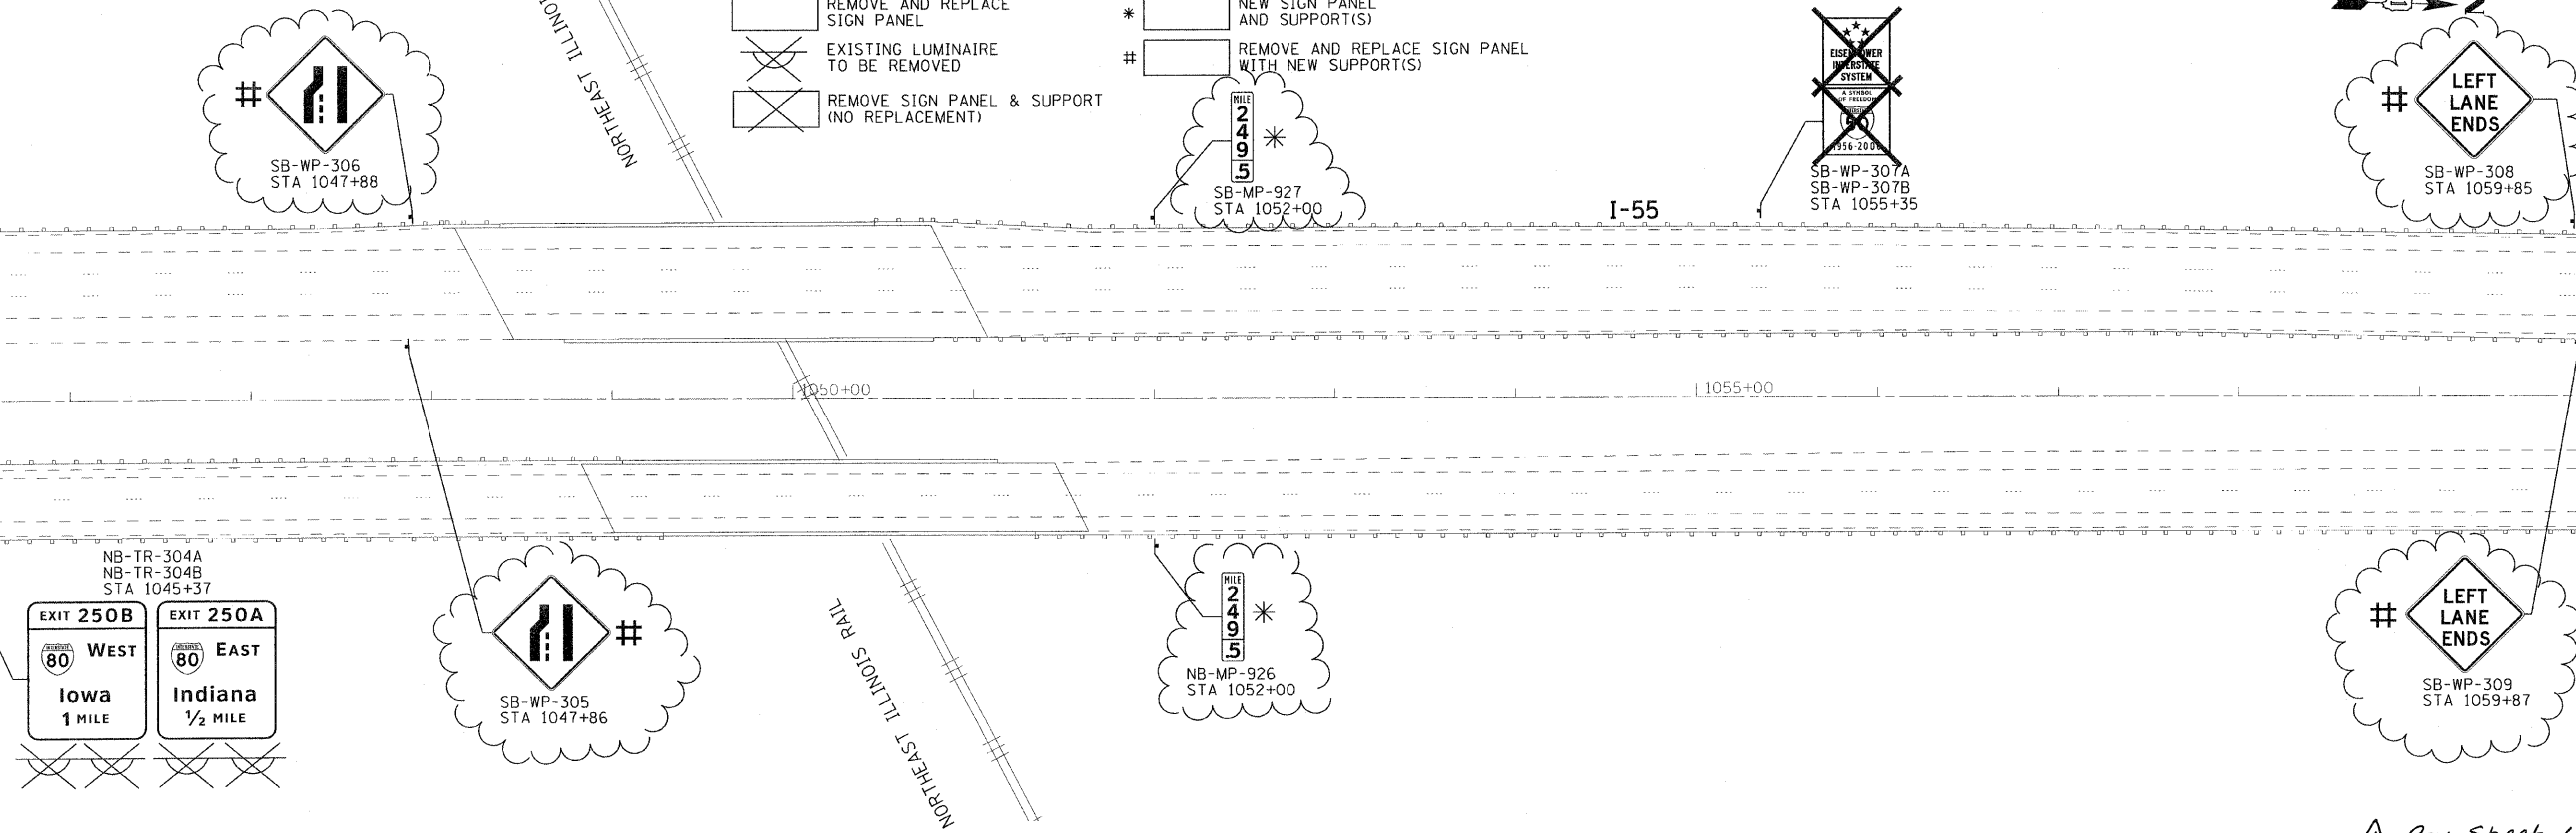 REMOVE AND REPLACE
SIGN PANEL
EXISTING LUMINAIRE
TO BE REMOVED
REMOVE SIGN PANEL & SUPPORT
(NO REPLACEMENT)
*
NEW SIGN PANEL
AND SUPPORT(S)
#
REMOVE AND REPLACE SIGN PANEL
WITH NEW SUPPORT(S)
NORTHEAST
#
SB-WP-306
STA 1047+88
MILE
2
4
9
.5
*
SB-MP-927
STA 1052+00
I-55
EISENHOWER
INTERSTATE
SYSTEM
A SYMBOL
OF FREEDOM
SB-WP-307A
SB-WP-307B
STA 1055+35
#
LEFT
LANE
ENDS
SB-WP-308
STA 1059+85
1050+00
1055+00
NB-TR-304A
NB-TR-304B
STA 1045+37
EXIT 250B
80 WEST
Iowa
1 MILE
EXIT 250A
80 EAST
Indiana
1/2 MILE
#
SB-WP-305
STA 1047+86
NORTHEAST ILLINOIS RAIL
MILE
2
4
9
.5
*
NB-MP-926
STA 1052+00
#
LEFT
LANE
ENDS
SB-WP-309
STA 1059+87